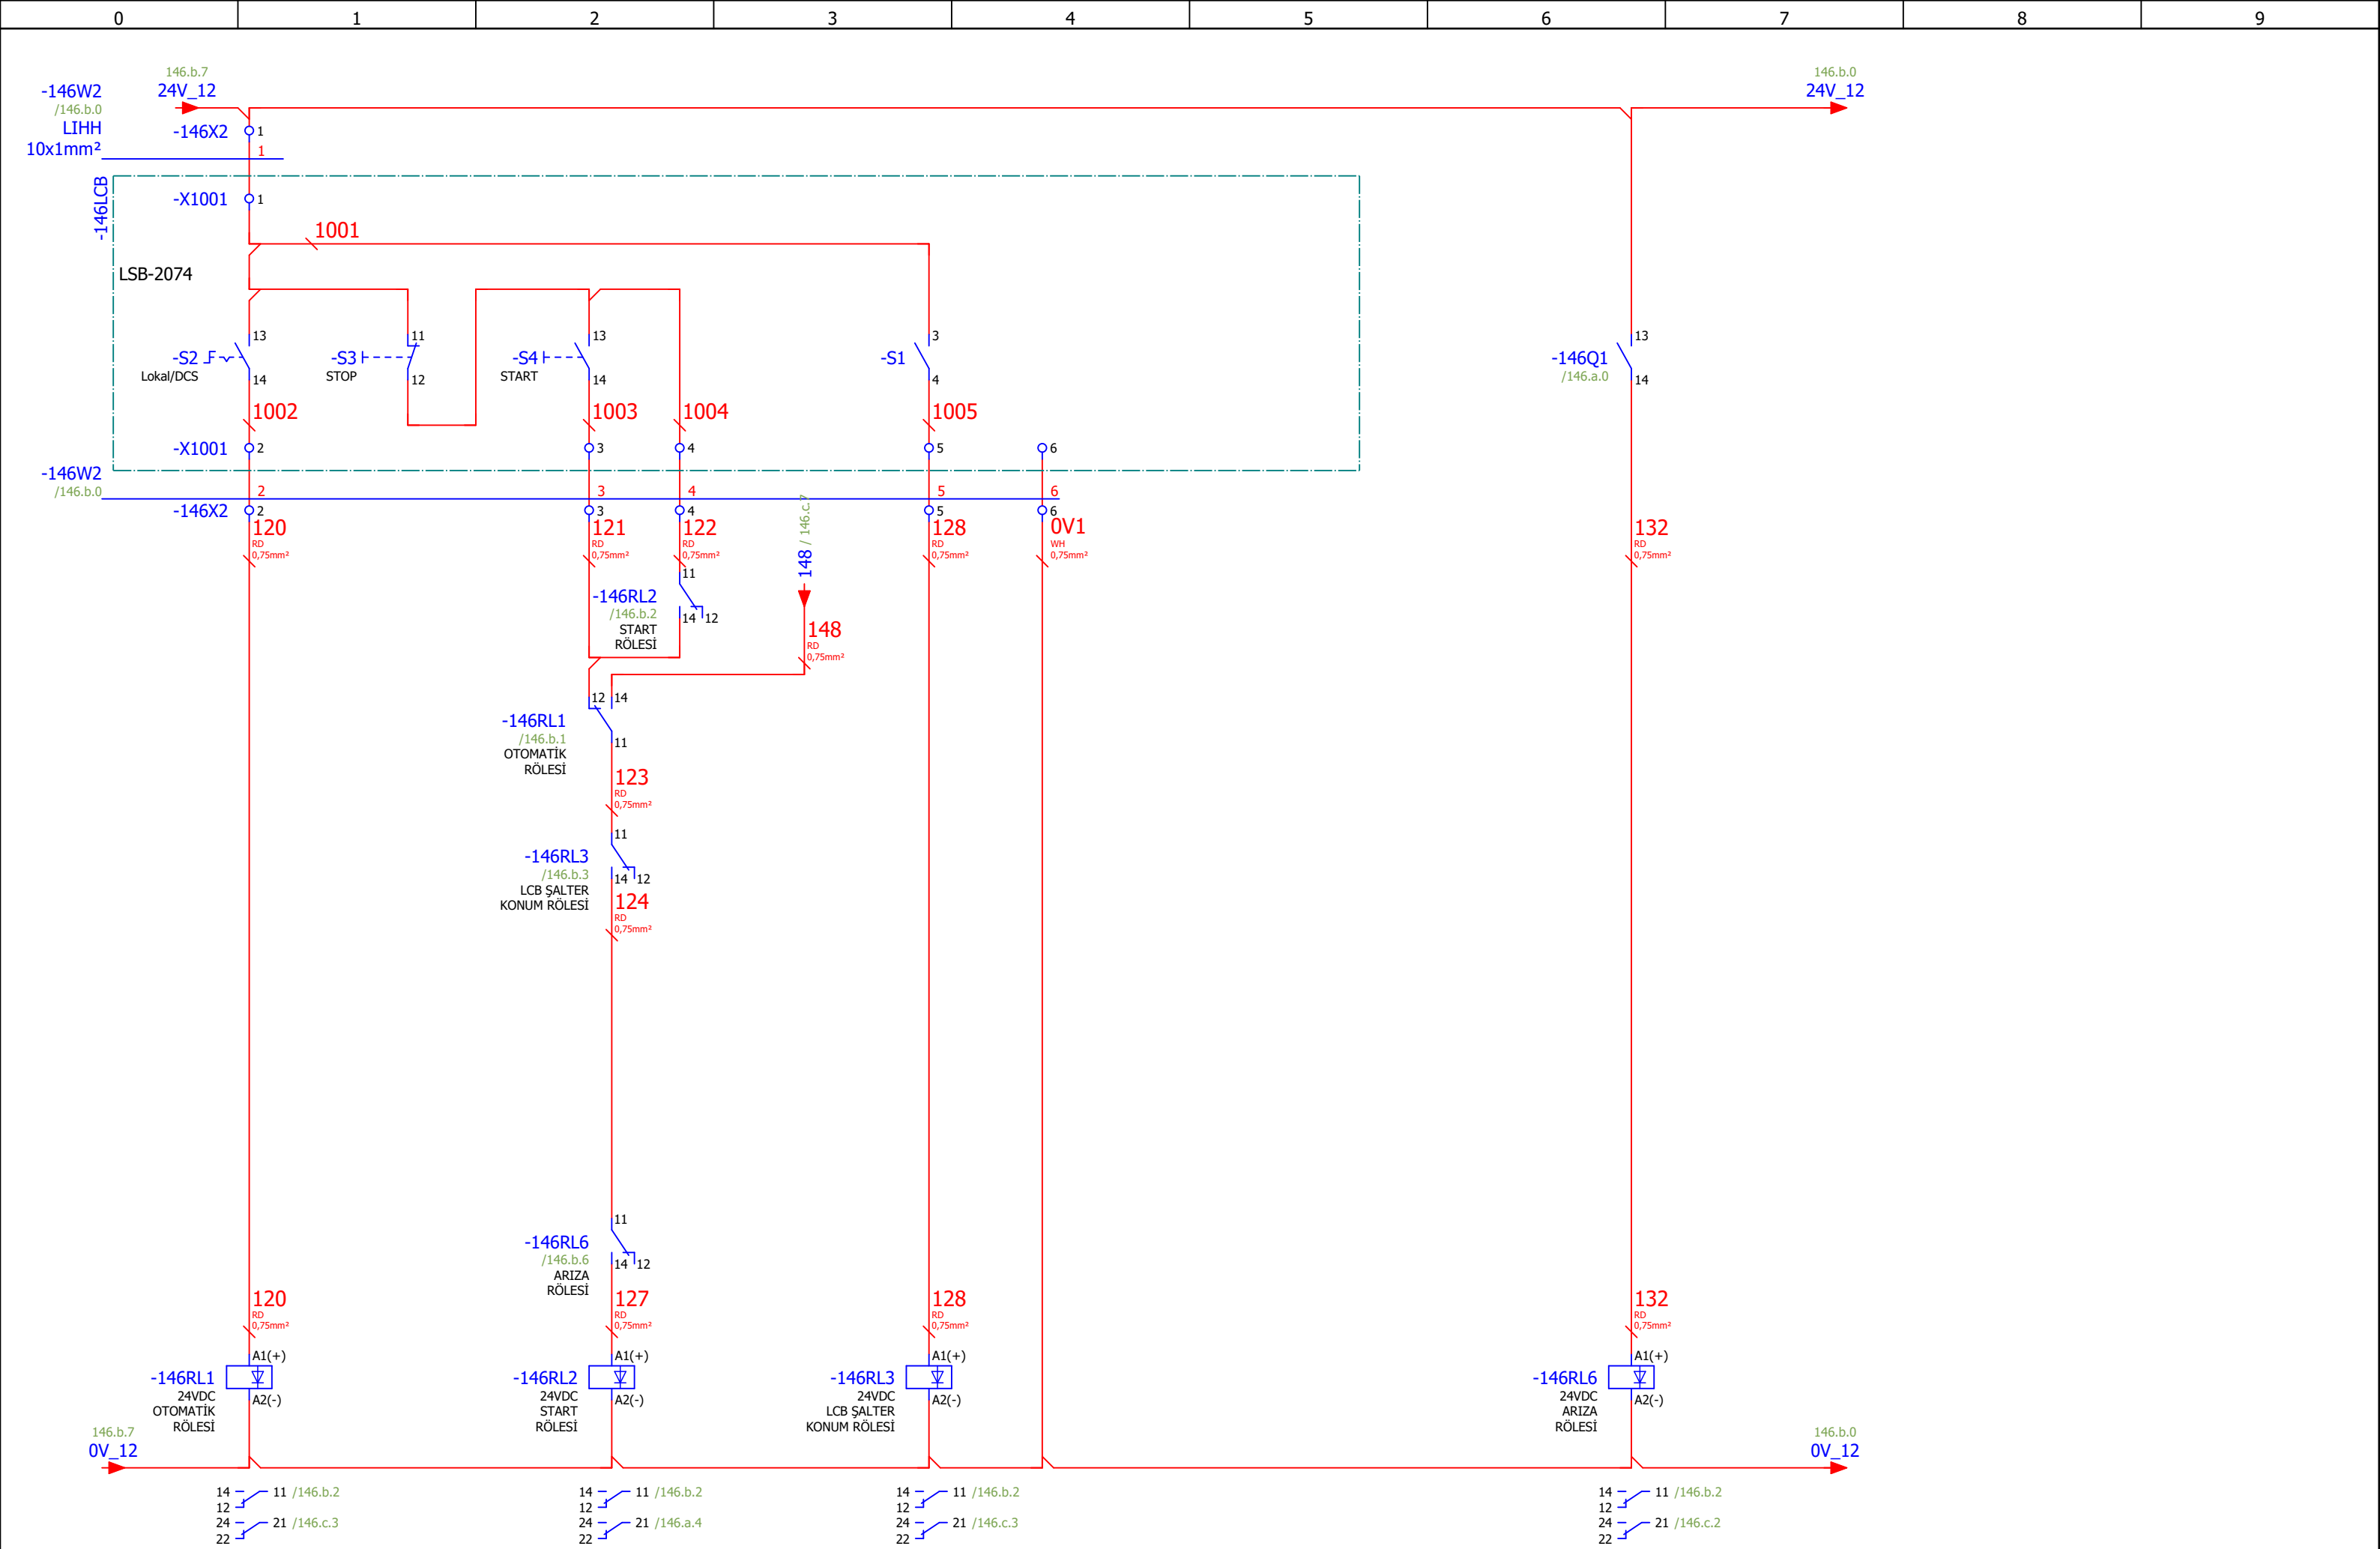 0 1 2 3 4 5 6 7 8 9
146.b.7
24V_12
146.b.0
24V_12
-146W2
/146.b.0
LIHH
10x1mm²
-146X2 1
1
-146LCB
-X1001 1
1001
LSB-2074
-S2 13
Lokal/DCS 14
-S3 11
STOP 12
-S4 13
START 14
-S1 3
4
-146Q1 13
/146.a.0 14
1002 1003 1004 1005
-X1001 2 3 4 5 6
-146W2
/146.b.0
2 3 4 5 6
-146X2 2 3 4 5 6
120
RD
0,75mm²
121
RD
0,75mm²
122
RD
0,75mm²
148 / 146.c.7
128
RD
0,75mm²
0V1
WH
0,75mm²
132
RD
0,75mm²
11
-146RL2
/146.b.2
14 12
START
RÖLESİ
148
RD
0,75mm²
12 14
-146RL1
/146.b.1
11
OTOMATİK
RÖLESİ
123
RD
0,75mm²
11
-146RL3
/146.b.3
14 12
LCB ŞALTER
KONUM RÖLESİ
124
RD
0,75mm²
11
-146RL6
/146.b.6
14 12
ARIZA
RÖLESİ
120
RD
0,75mm²
127
RD
0,75mm²
128
RD
0,75mm²
132
RD
0,75mm²
A1(+)
-146RL1
24VDC
A2(-)
OTOMATİK
RÖLESİ
A1(+)
-146RL2
24VDC
A2(-)
START
RÖLESİ
A1(+)
-146RL3
24VDC
A2(-)
LCB ŞALTER
KONUM RÖLESİ
A1(+)
-146RL6
24VDC
A2(-)
ARIZA
RÖLESİ
146.b.7
0V_12
146.b.0
0V_12
14 11 /146.b.2
12
24 21 /146.c.3
22
14 11 /146.b.2
12
24 21 /146.a.4
22
14 11 /146.b.2
12
24 21 /146.c.3
22
14 11 /146.b.2
12
24 21 /146.c.2
22